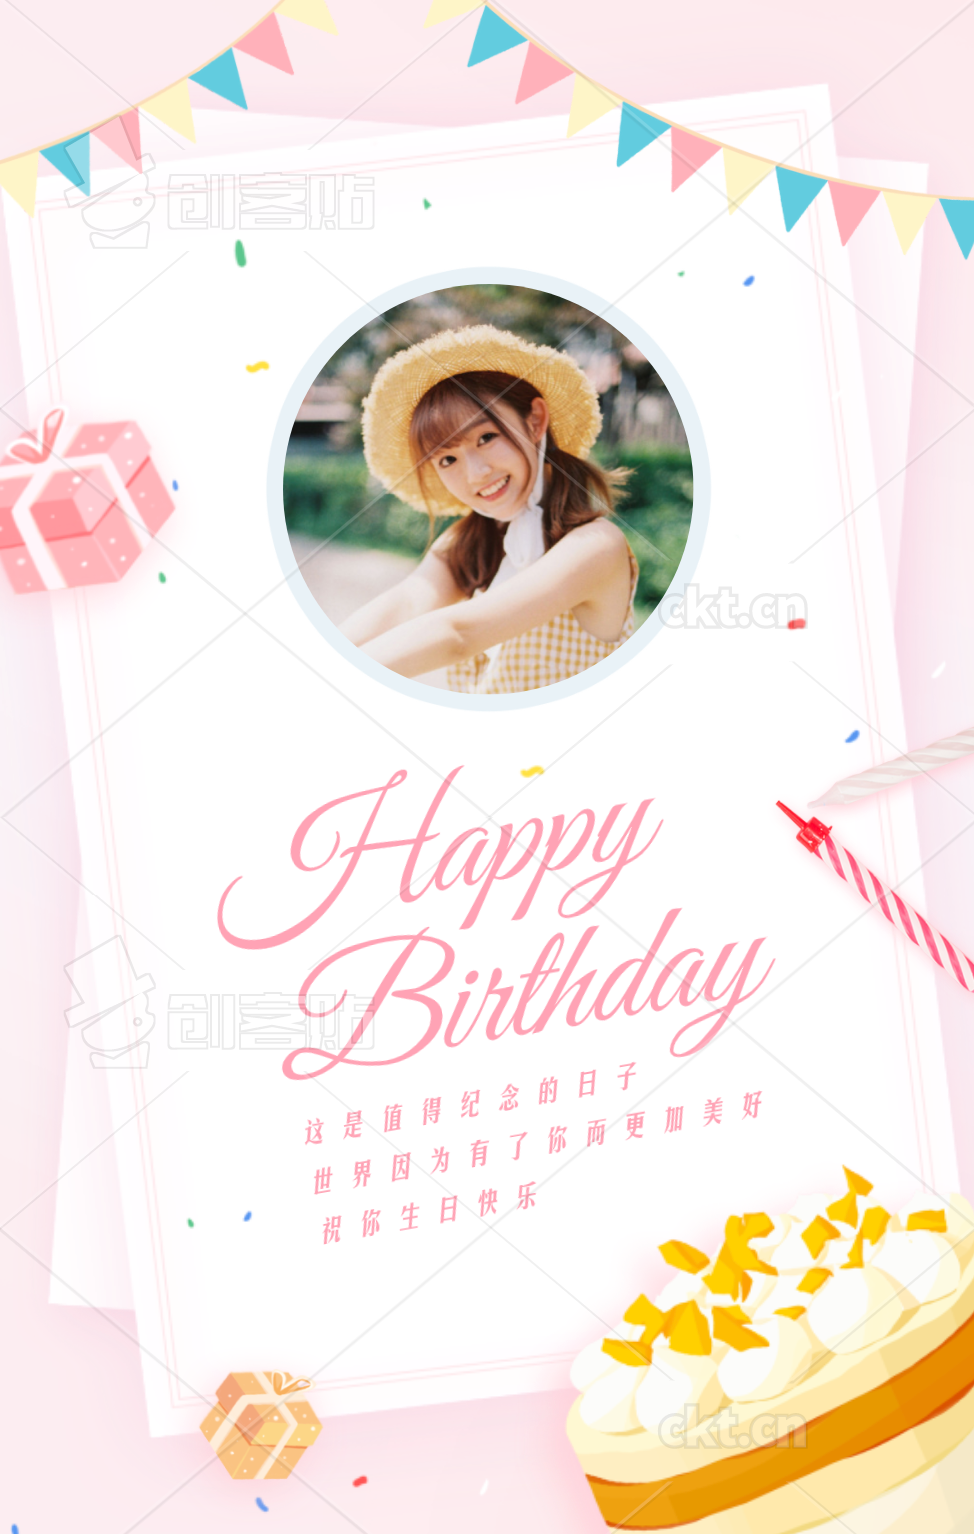 创客贴
ckt.cn
Happy
Birthday
创客贴
这是值得纪念的日子
世界因为有了你而更加美好
祝你生日快乐
ckt.cn